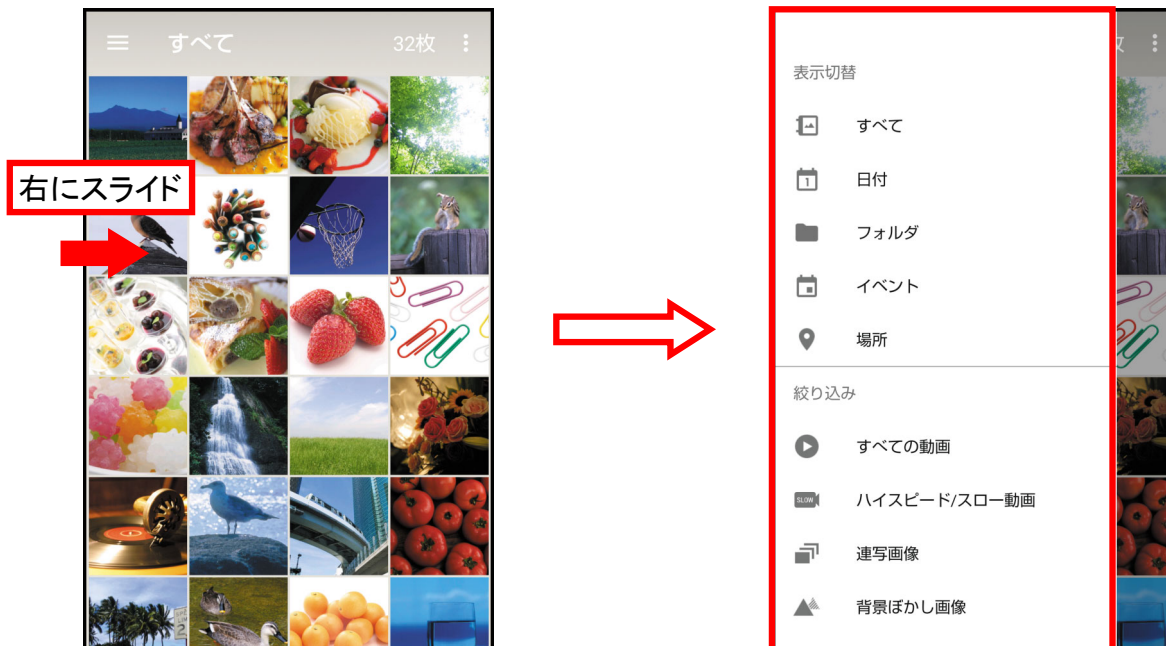 すべて 32枚
右にスライド
表示切替
すべて
日付
フォルダ
イベント
場所
絞り込み
すべての動画
SLOW ハイスピード/スロー動画
連写画像
背景ぼかし画像